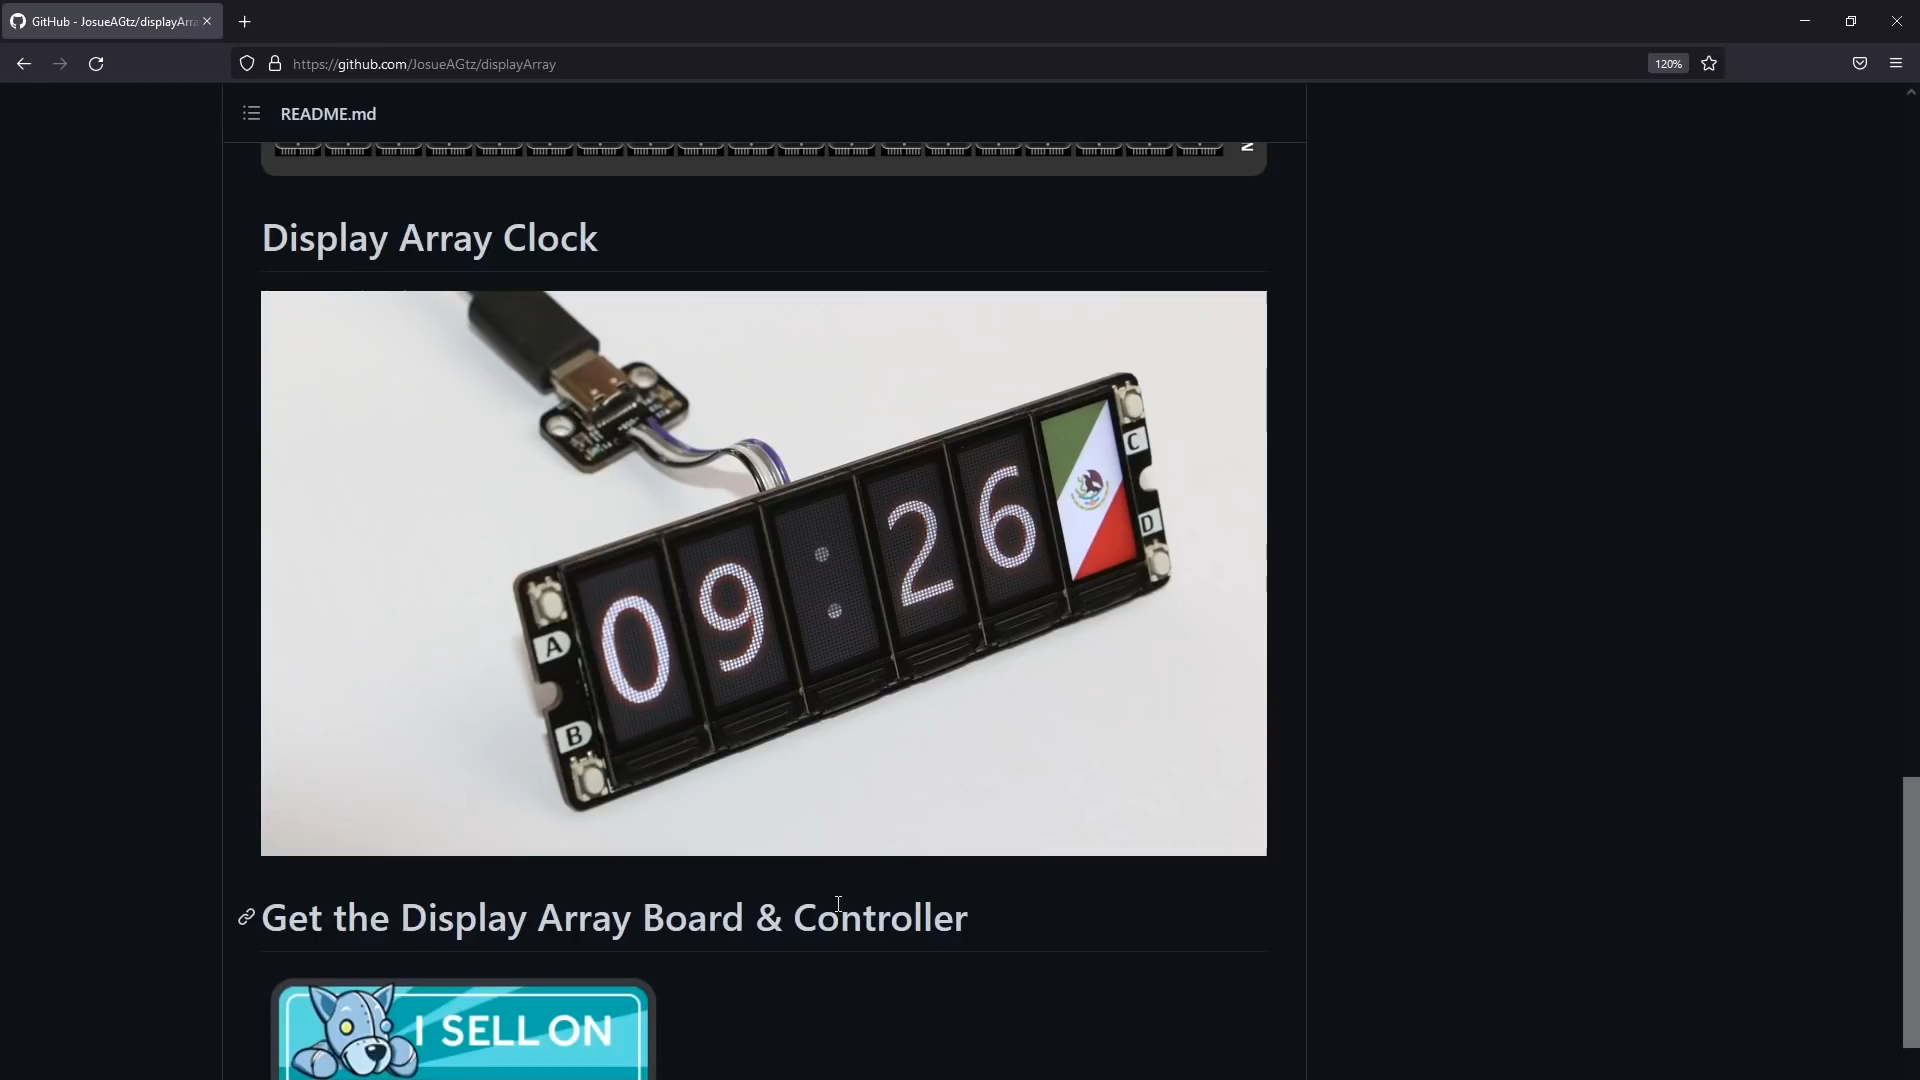 GitHub - JosueAGtz/displayArra
https://github.com/JosueAGtz/displayArray
120%
README.md
N
Display Array Clock
09:26
A
B
C
D
Get the Display Array Board & Controller
I SELL ON